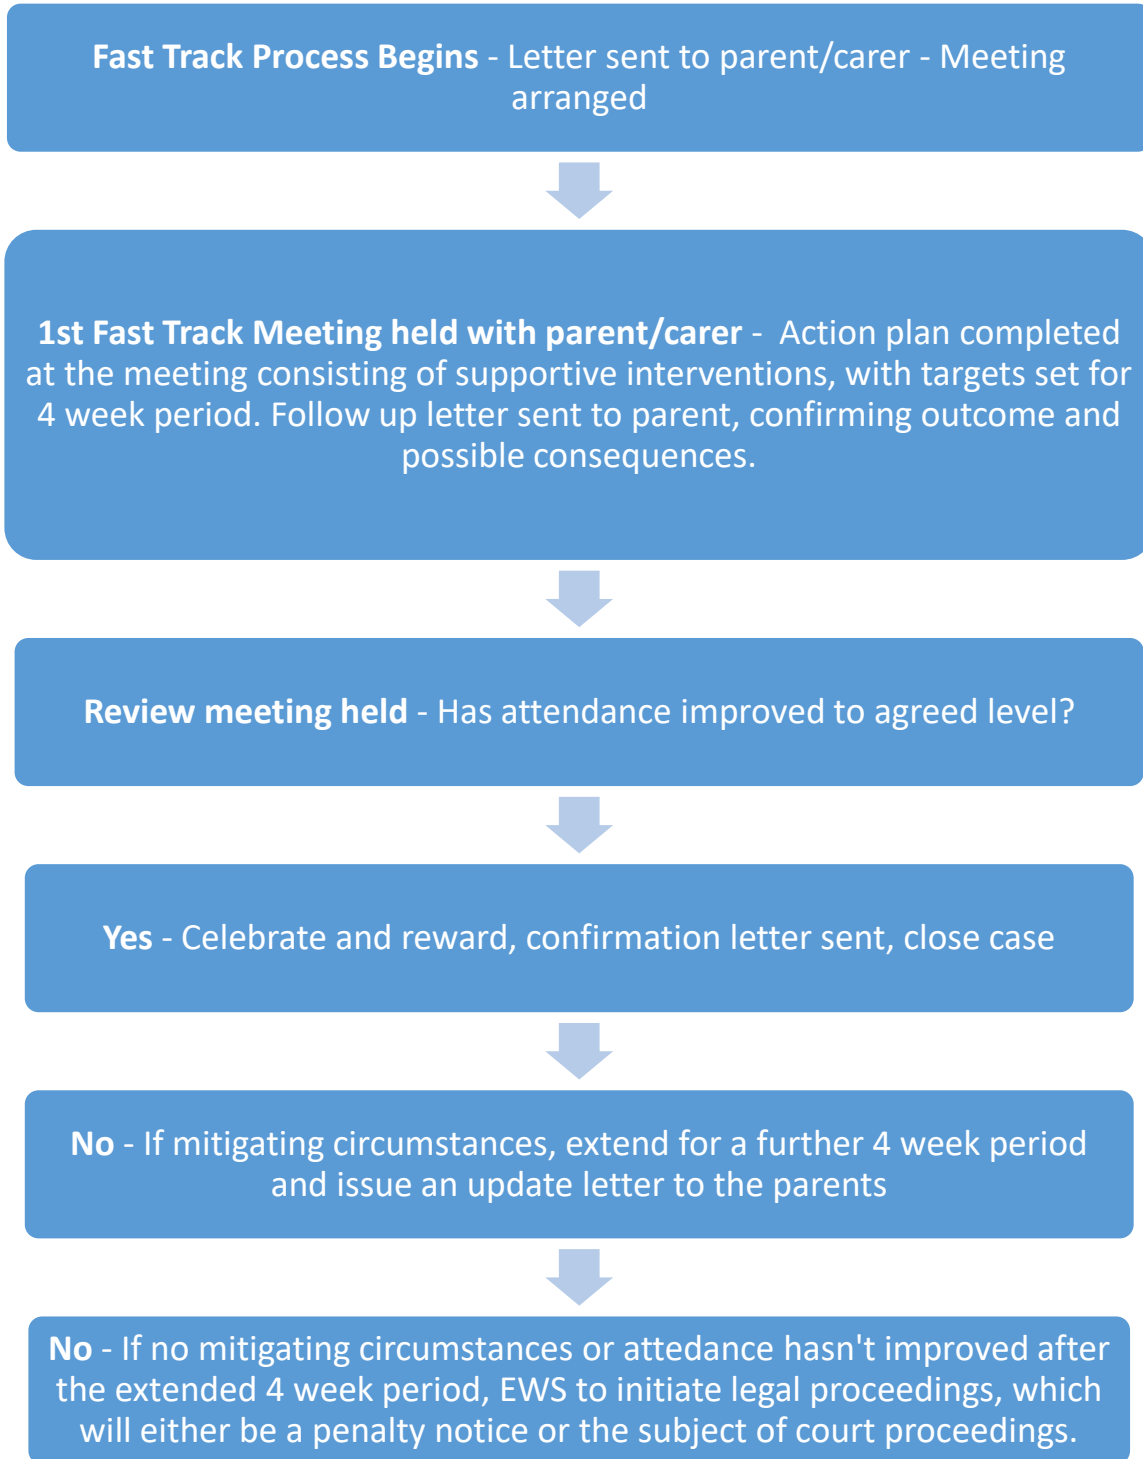 Fast Track Process Begins - Letter sent to parent/carer - Meeting
arranged
1st Fast Track Meeting held with parent/carer - Action plan completed
at the meeting consisting of supportive interventions, with targets set for
4 week period. Follow up letter sent to parent, confirming outcome and
possible consequences.
Review meeting held - Has attendance improved to agreed level?
Yes - Celebrate and reward, confirmation letter sent, close case
No - If mitigating circumstances, extend for a further 4 week period
and issue an update letter to the parents
No - If no mitigating circumstances or attedance hasn't improved after
the extended 4 week period, EWS to initiate legal proceedings, which
will either be a penalty notice or the subject of court proceedings.